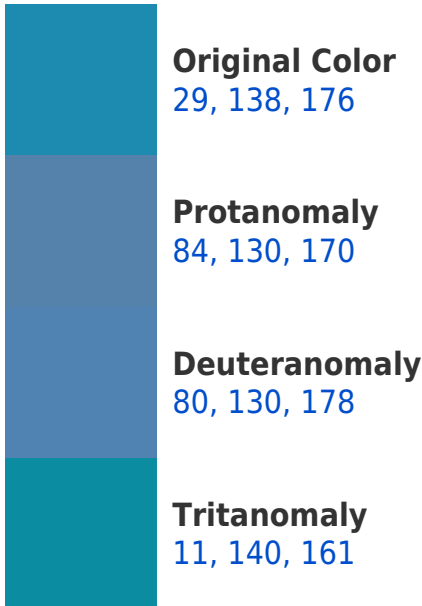 Original Color
29, 138, 176
Protanomaly
84, 130, 170
Deuteranomaly
80, 130, 178
Tritanomaly
11, 140, 161